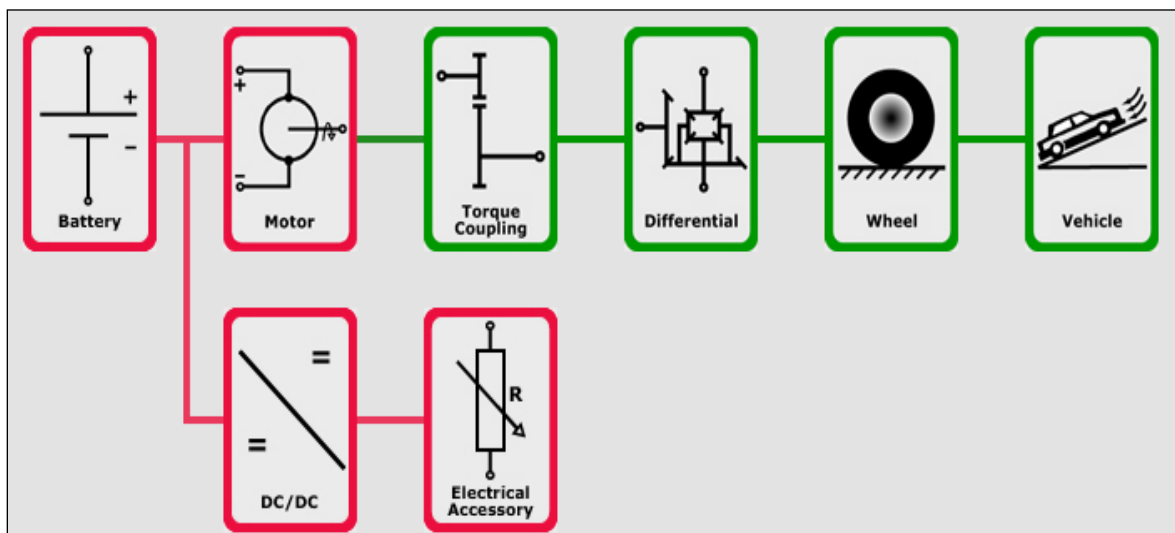 +
−
Battery
+
−
Motor
Torque
Coupling
Differential
Wheel
Vehicle
=
=
DC/DC
R
Electrical
Accessory